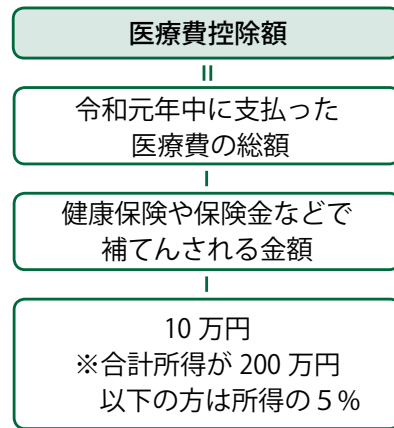 医療費控除額
=
令和元年中に支払った
医療費の総額
-
健康保険や保険金などで
補てんされる金額
-
10 万円
※合計所得が 200 万円
以下の方は所得の 5 %